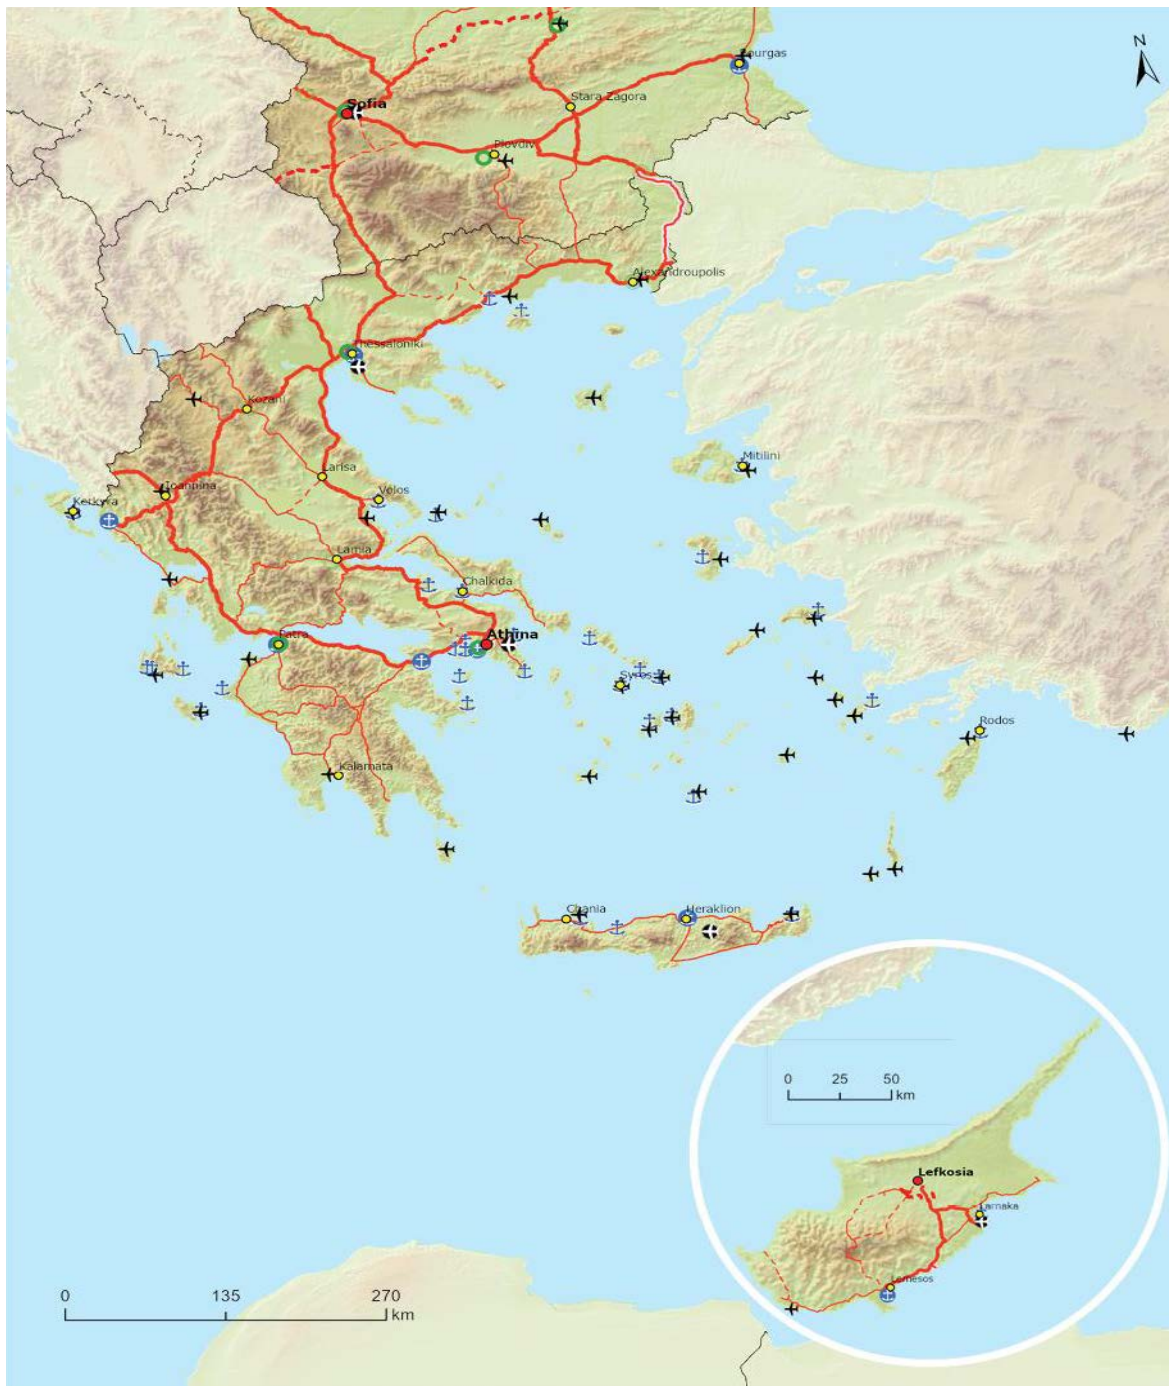 N
Bourgas
Stara Zagora
Sofia
Plovdiv
Alexandroupolis
Thessaloniki
Kozani
Mitilini
Larisa
Ioannina
Volos
Kerkyra
Lamia
Chalkida
Athina
Patra
Syros
Rodos
Kalamata
Chania
Heraklion
0 25 50
km
Lefkosia
Larnaka
Lemesos
0 135 270
km